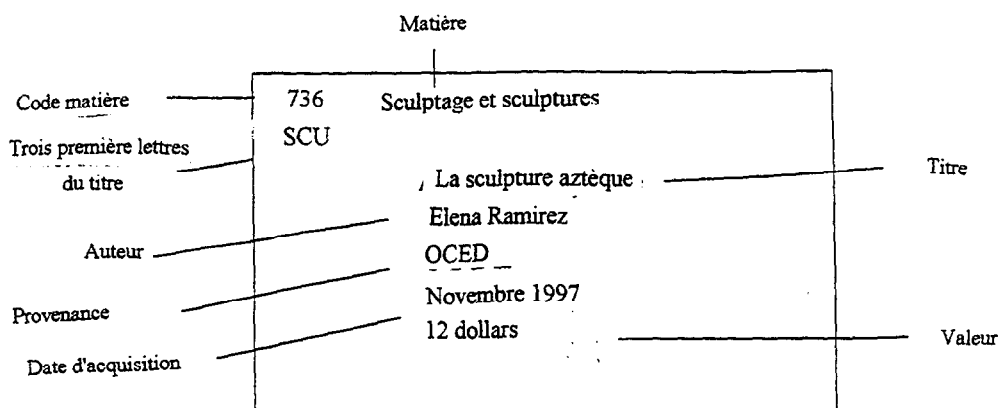 Matière
Code matière
736 Sculptage et sculptures
Trois première lettres
du titre
SCU
La sculpture aztèque
Titre
Auteur
Elena Ramirez
OCED
Provenance
Novembre 1997
Date d'acquisition
12 dollars
Valeur